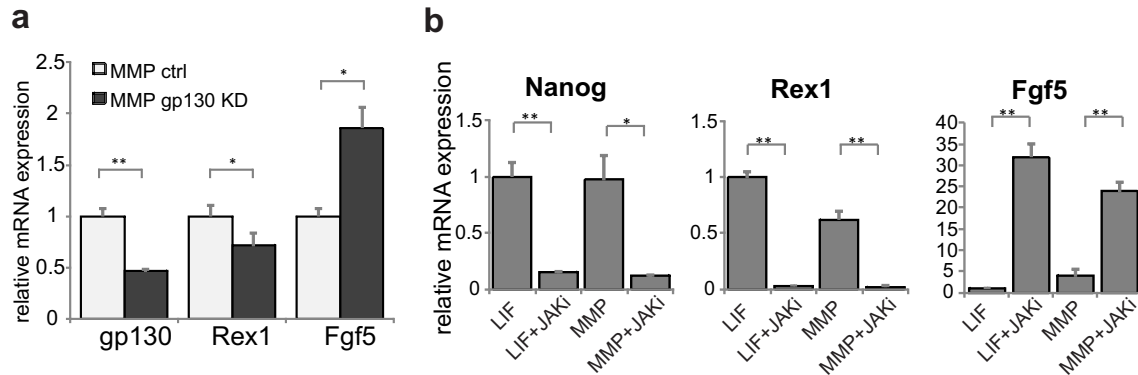 a
relative mRNA expression
2.5
2
1.5
1
0.5
0
MMP ctrl
MMP gp130 KD
**
*
*
gp130 Rex1 Fgf5
b
relative mRNA expression
Nanog
1.5
1
0.5
0
**
*
LIF
LIF+JAKi
MMP
MMP+JAKi
Rex1
1.5
1
0.5
0
**
**
LIF
LIF+JAKi
MMP
MMP+JAKi
Fgf5
40
35
30
25
20
15
10
5
0
**
**
LIF
LIF+JAKi
MMP
MMP+JAKi